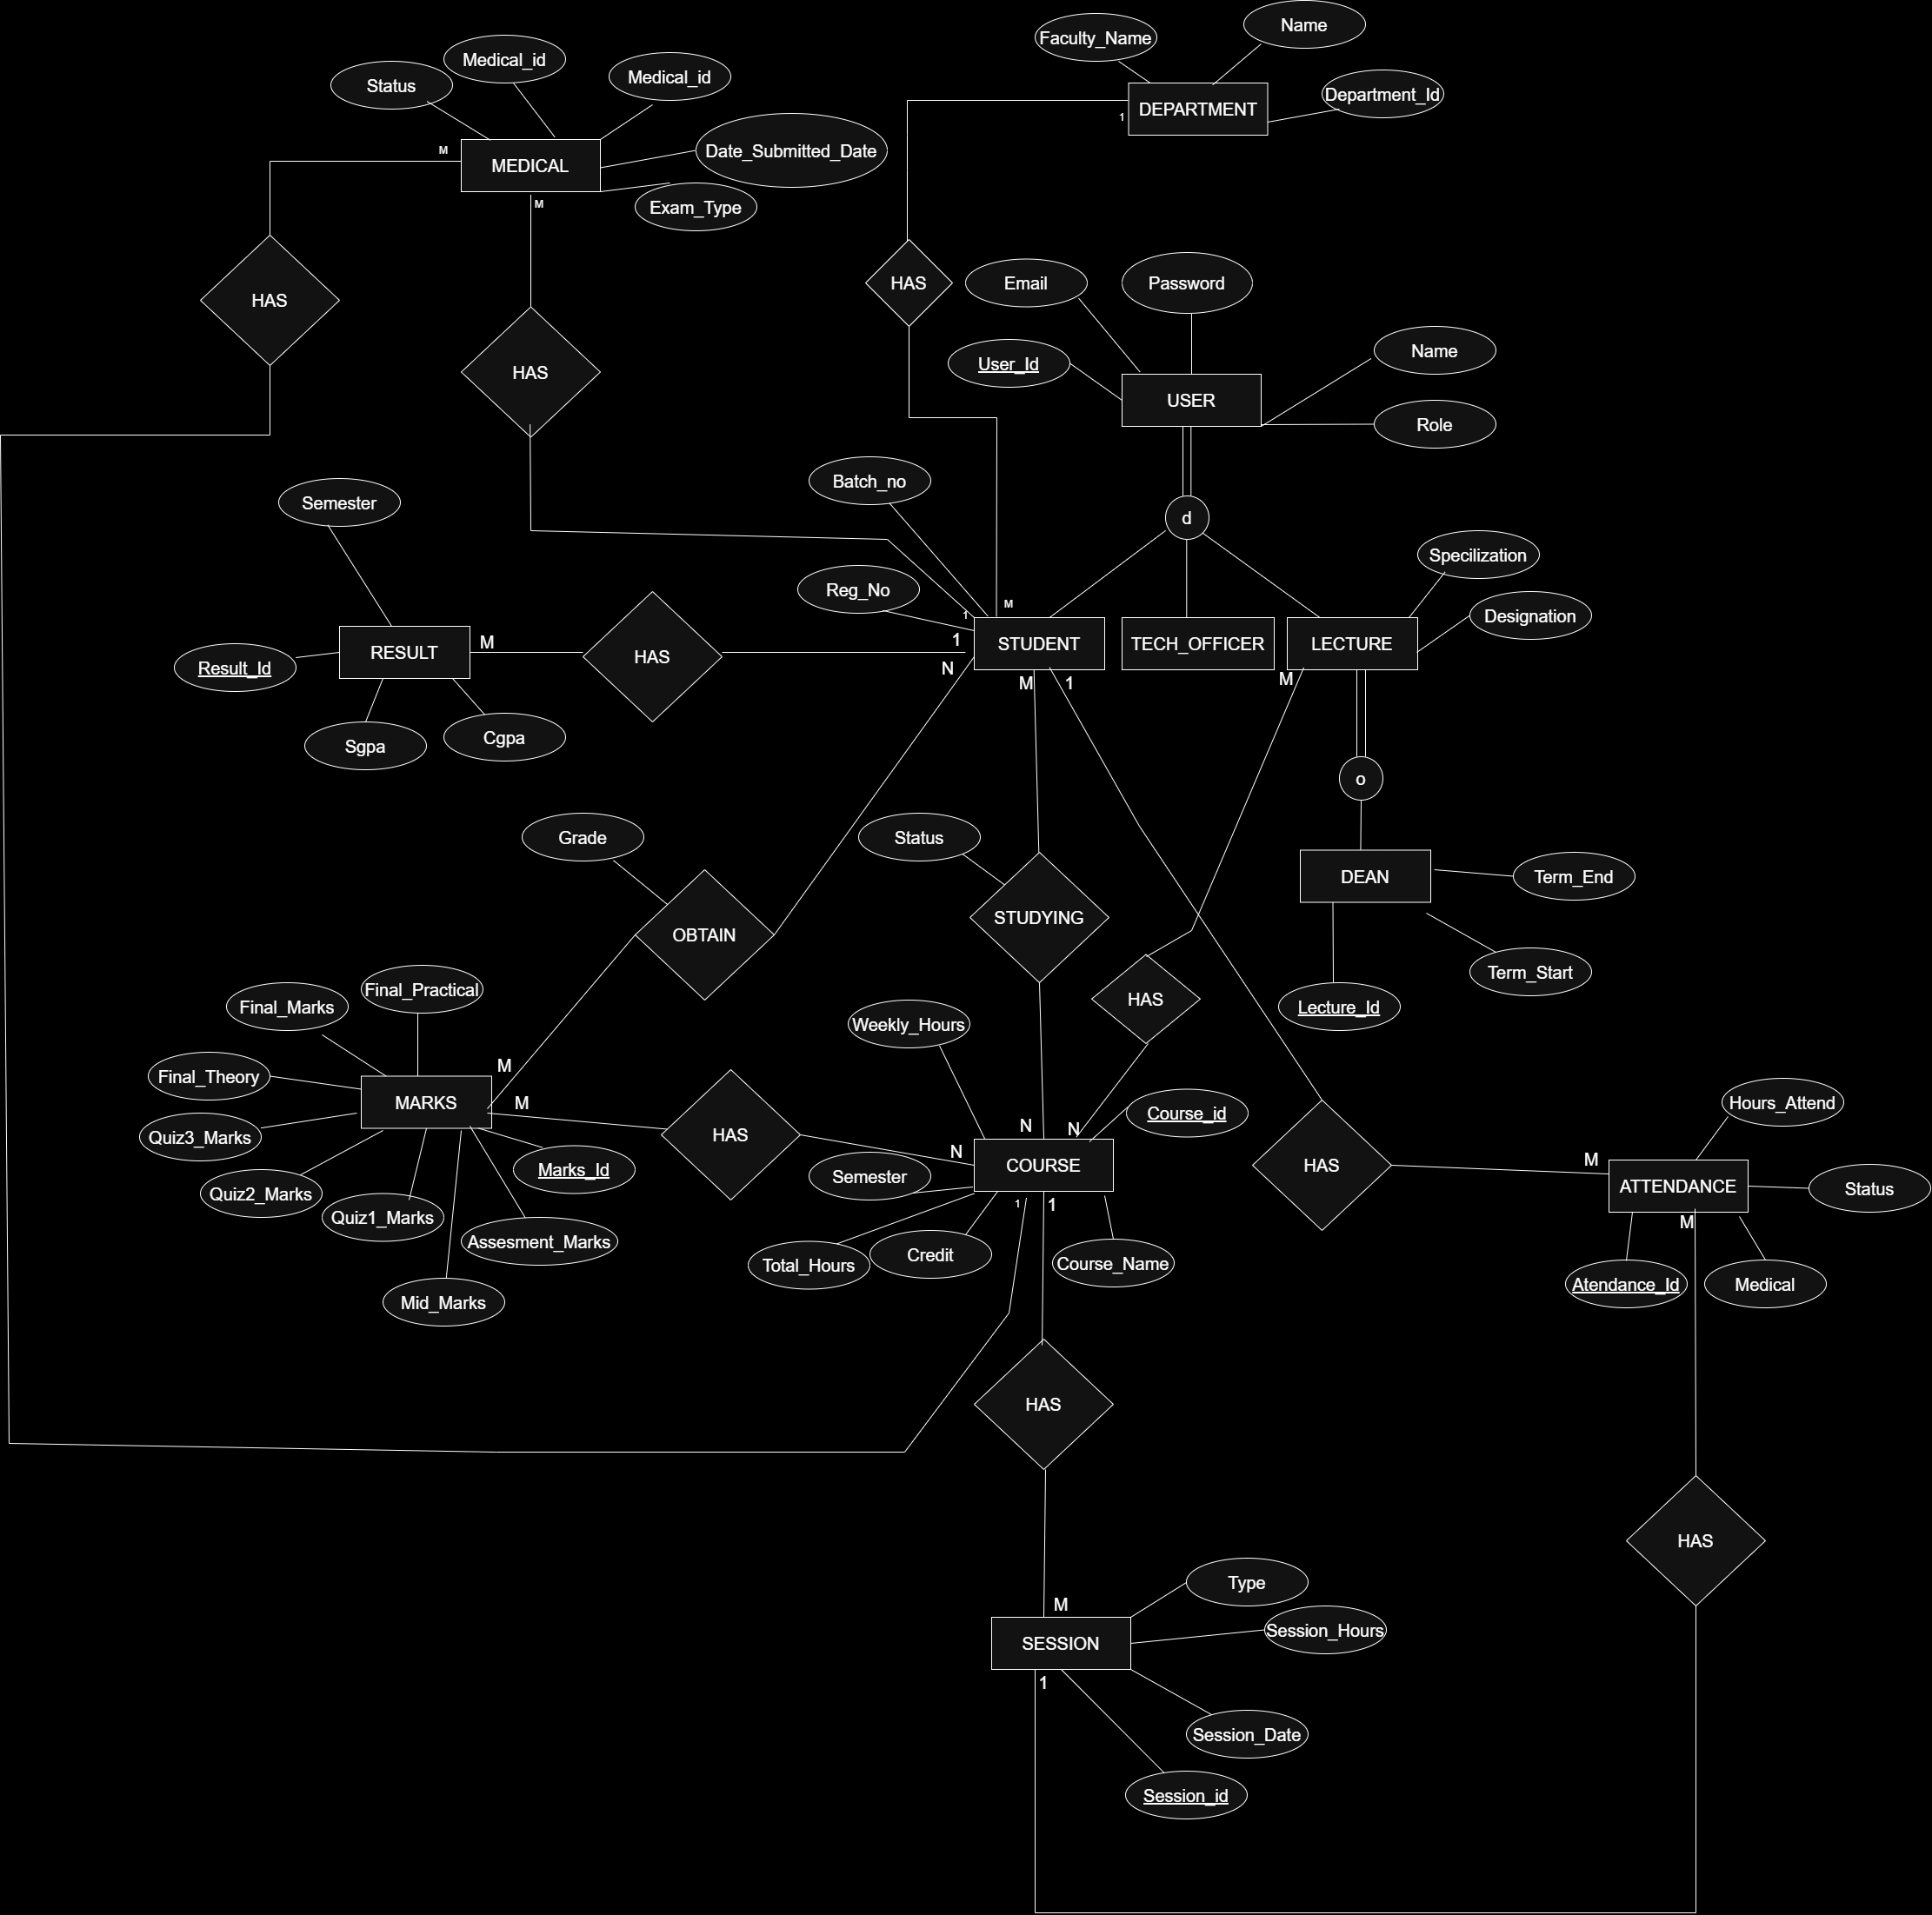 Faculty_Name
Name
Medical_id
Status
Medical_id
Department_Id
DEPARTMENT
1
M
MEDICAL
Date_Submitted_Date
M
Exam_Type
HAS
Email
Password
HAS
HAS
User_Id
Name
USER
Role
Batch_no
Semester
d
Specilization
Reg_No
M
1
Designation
M
1
RESULT
HAS
STUDENT
TECH_OFFICER
LECTURE
Result_Id
N
M
1
M
Sgpa
Cgpa
o
Grade
Status
DEAN
Term_End
STUDYING
OBTAIN
Term_Start
Final_Practical
Final_Marks
HAS
Lecture_Id
Weekly_Hours
M
Final_Theory
MARKS
M
Hours_Attend
Course_id
N
N
Quiz3_Marks
HAS
N
M
COURSE
HAS
Marks_Id
Semester
ATTENDANCE
Status
Quiz2_Marks
1
1
Quiz1_Marks
M
Assesment_Marks
Total_Hours
Credit
Course_Name
Atendance_Id
Medical
Mid_Marks
HAS
HAS
Type
M
Session_Hours
SESSION
1
Session_Date
Session_id